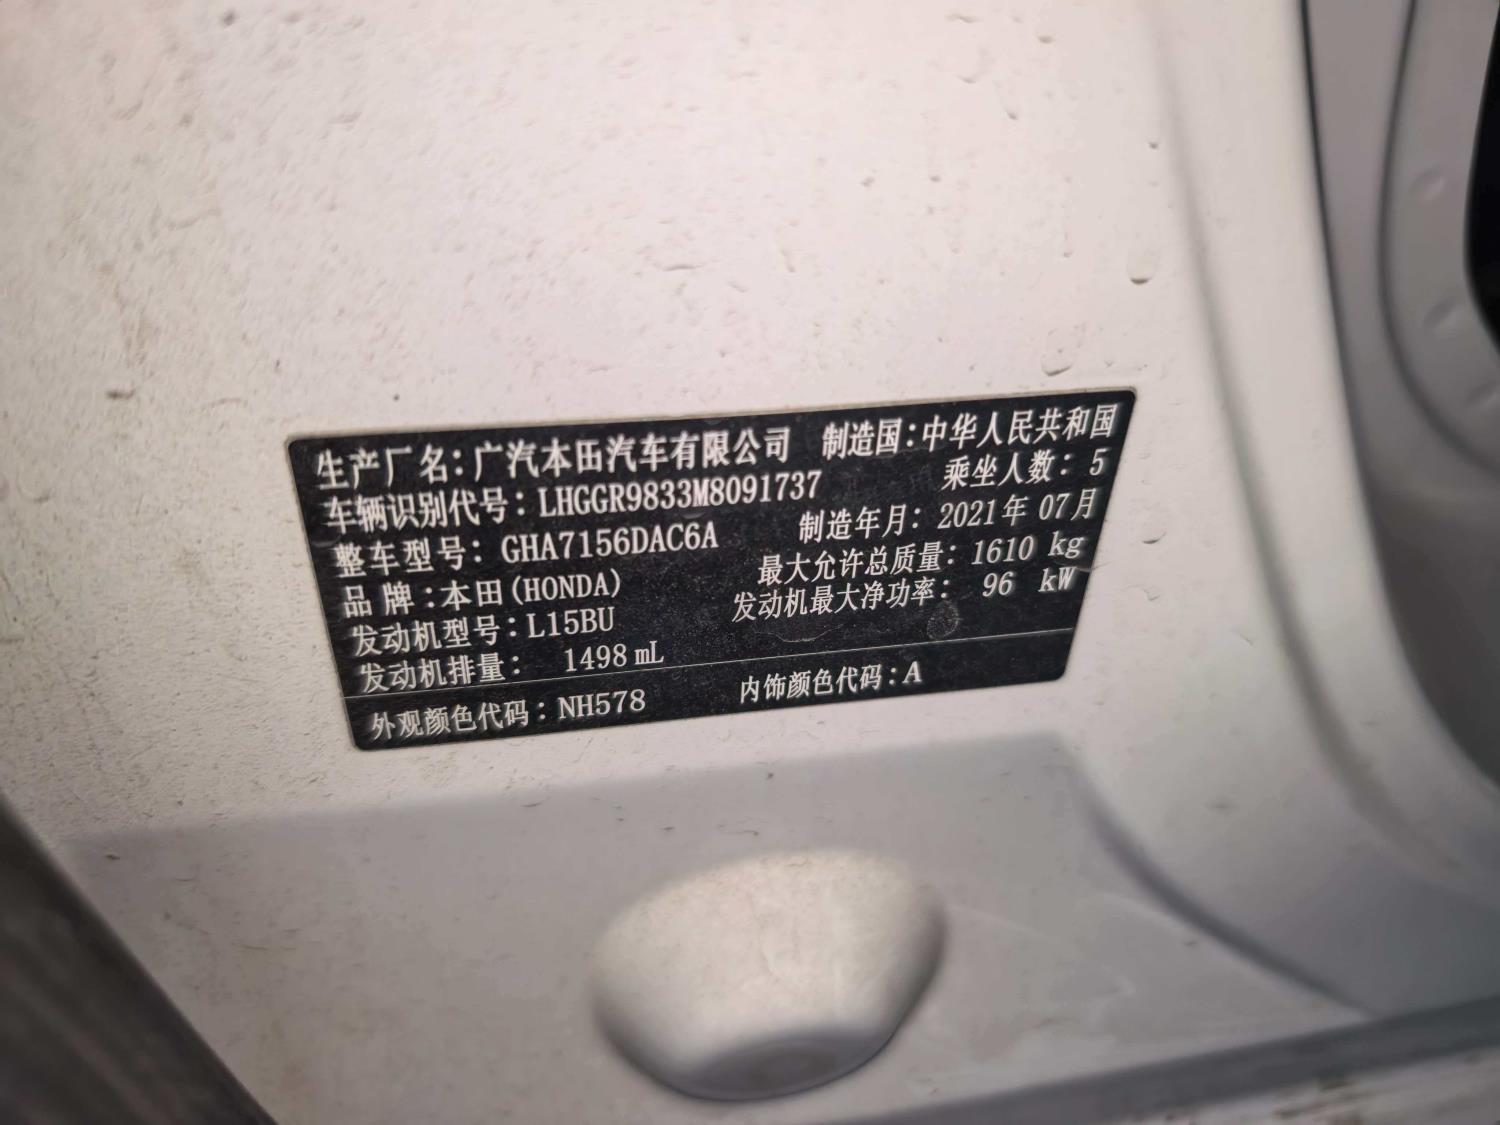 生产厂名：广汽本田汽车有限公司 制造国：中华人民共和国
车辆识别代号：LHGGR9833M8091737 乘坐人数：5
整车型号：GHA7156DAC6A 制造年月：2021年07月
品牌：本田(HONDA) 最大允许总质量：1610 kg
发动机型号：L15BU 发动机最大净功率：96 kW
发动机排量：1498mL
外观颜色代码：NH578 内饰颜色代码：A